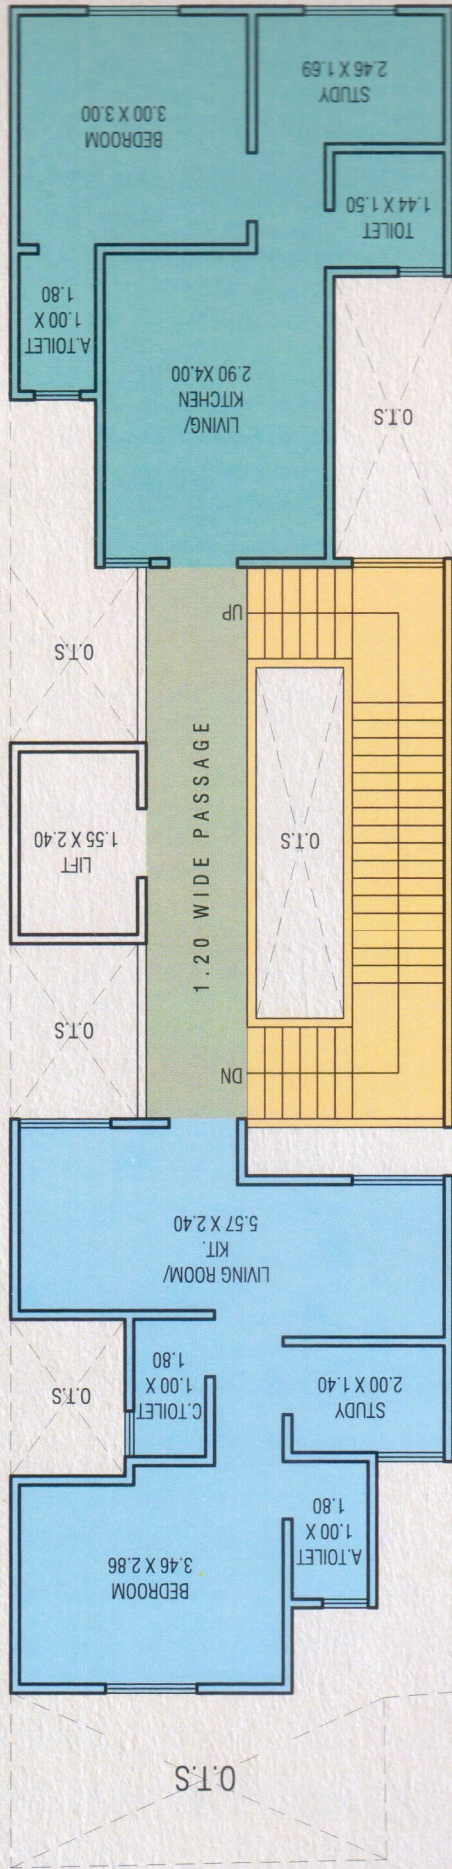 O.T.S
A.TOILET
1.00 X
1.80
BEDROOM
3.46 X 2.86
STUDY
2.00 X 1.40
C.TOILET
1.00 X
1.80
O.T.S
LIVING ROOM/
KIT.
5.57 X 2.40
DN
O.T.S
O.T.S
1.20 WIDE PASSAGE
LIFT
1.55 X 2.40
UP
O.T.S
O.T.S
LIVING/
KITCHEN
2.90 X4.00
A.TOILET
1.00 X
1.80
TOILET
1.44 X 1.50
BEDROOM
3.00 X 3.00
STUDY
2.46 X 1.69